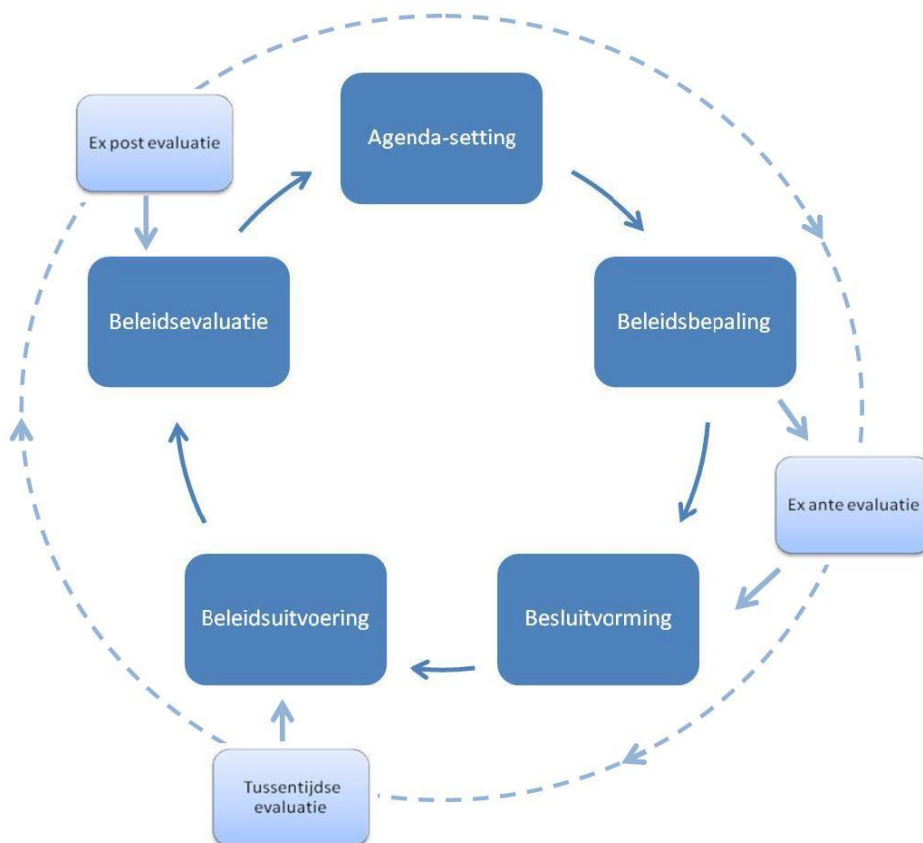 Agenda-setting
Ex post evaluatie
Beleidsevaluatie
Beleidsbepaling
Ex ante evaluatie
Beleidsuitvoering
Besluitvorming
Tussentijdse
evaluatie